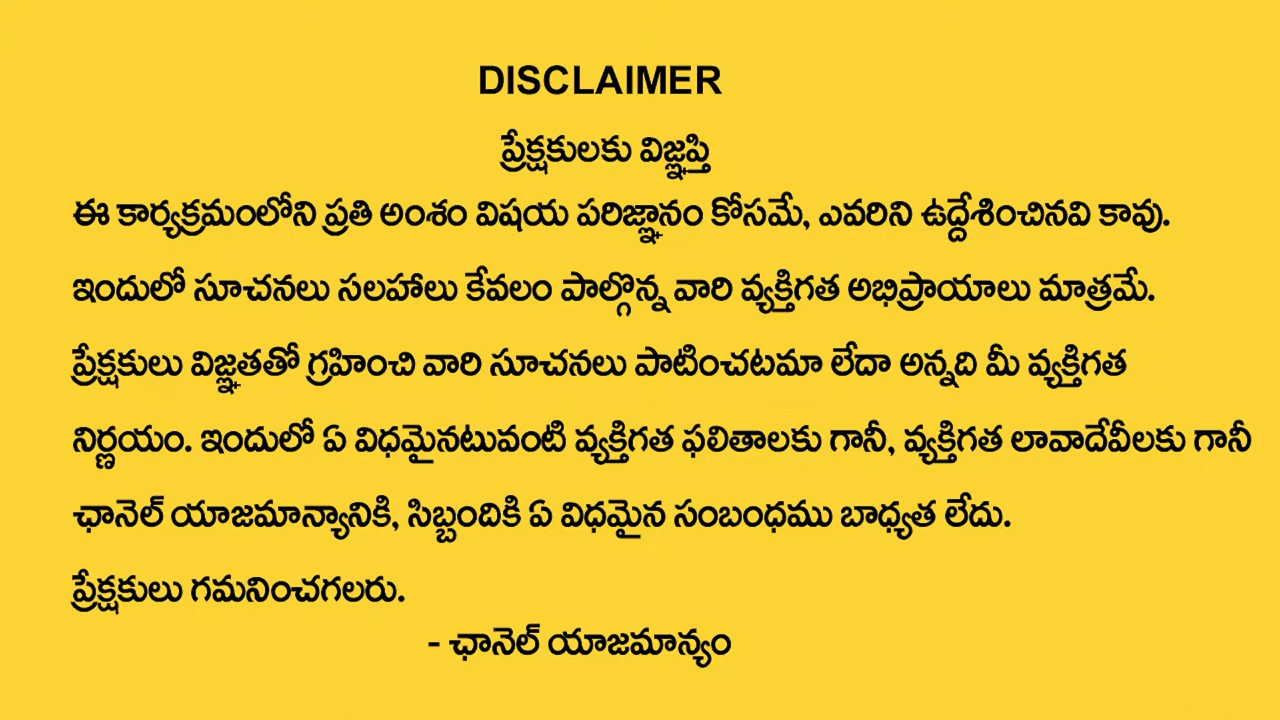 DISCLAIMER
ప్రేక్షకులకు విజ్ఞప్తి
ఈ కార్యక్రమంలోని ప్రతి అంశం విషయ పరిజ్ఞానం కోసమే, ఎవరిని ఉద్దేశించినవి కావు.
ఇందులో సూచనలు సలహాలు కేవలం పాల్గొన్న వారి వ్యక్తిగత అభిప్రాయాలు మాత్రమే.
ప్రేక్షకులు విజ్ఞతతో గ్రహించి వారి సూచనలు పాటించటమా లేదా అన్నది మీ వ్యక్తిగత
నిర్ణయం. ఇందులో ఏ విధమైనటువంటి వ్యక్తిగత ఫలితాలకు గానీ, వ్యక్తిగత లావాదేవీలకు గానీ
ఛానెల్ యాజమాన్యానికి, సిబ్బందికి ఏ విధమైన సంబంధము బాధ్యత లేదు.
ప్రేక్షకులు గమనించగలరు.
- ఛానెల్ యాజమాన్యం